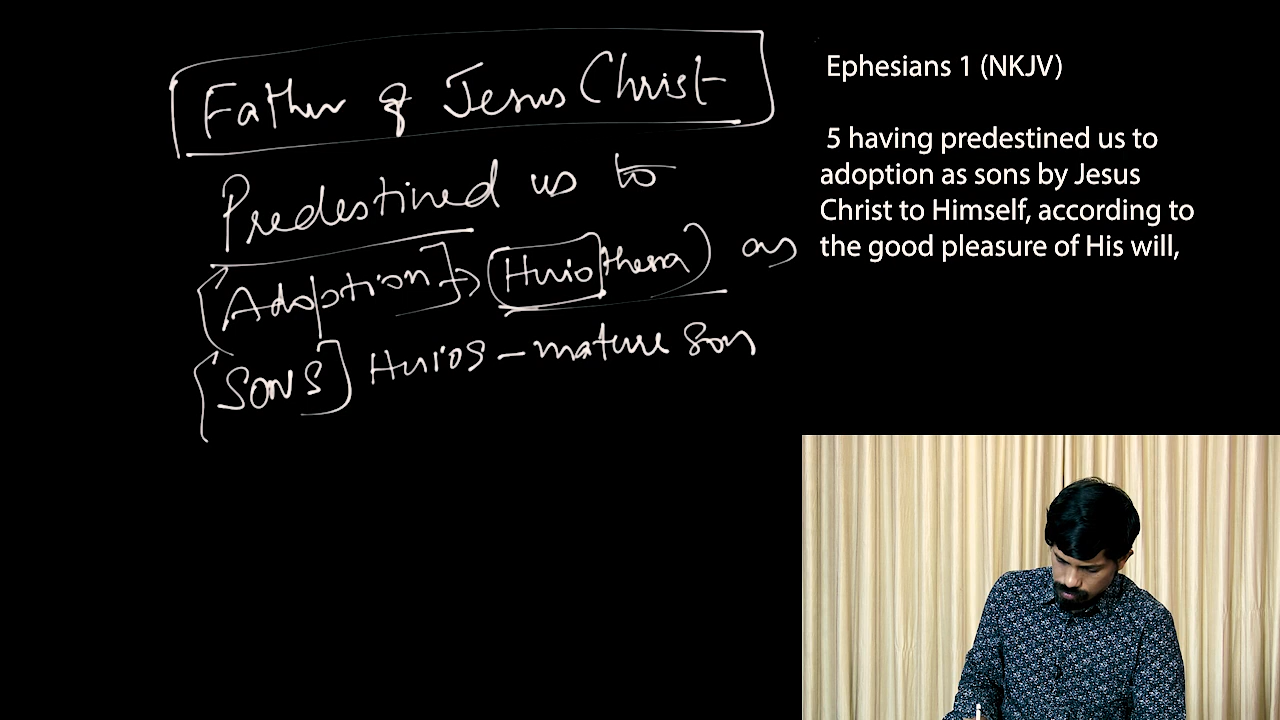 Father of Jesus Christ
Predestined us to
[Adoption] → (Huiothesia) as
[SONS] Huios – mature son
Ephesians 1 (NKJV)
5 having predestined us to
adoption as sons by Jesus
Christ to Himself, according to
the good pleasure of His will,